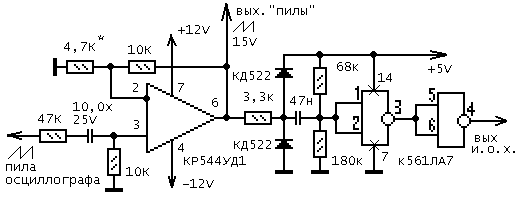 вых."пилы"
+12V
15V
4,7К*
10К
2
7
6
КД522
68к
+5V
10,0х
25V
47К
3
4
3,3к
47н
1
14
2
3
5
6
4
пила
осциллографа
10К
КР544УД1
−12V
КД522
180к
7
К561ЛА7
вых
и.о.х.